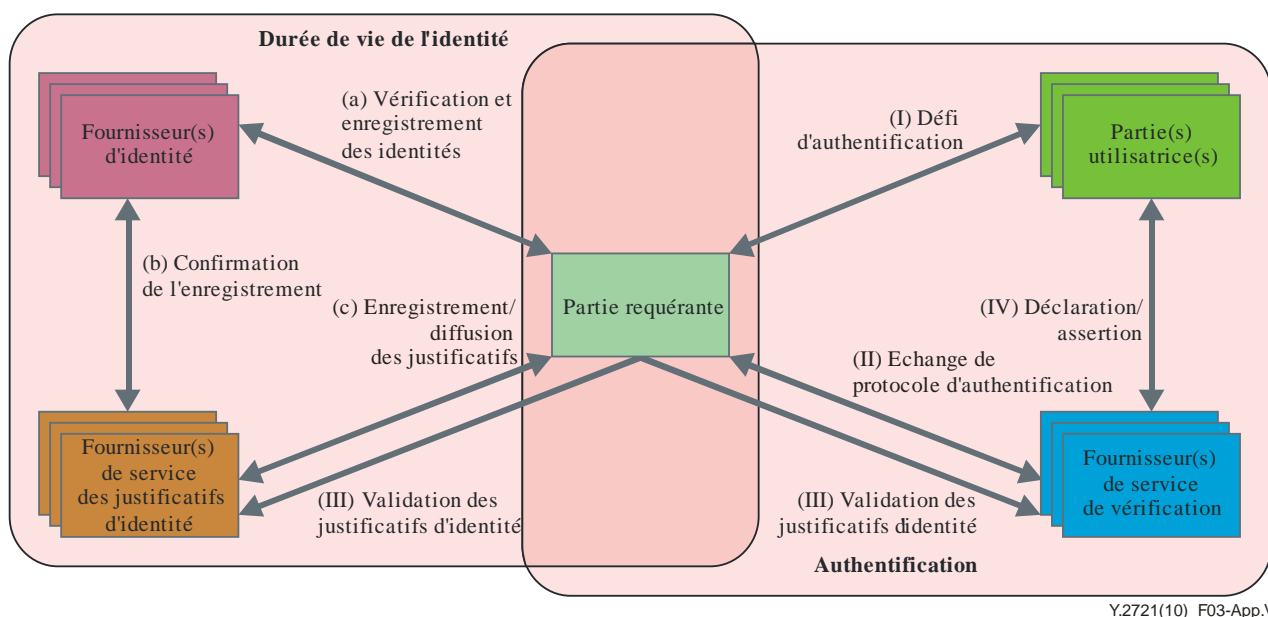 Durée de vie de l'identité
Fournisseur(s)
d'identité
(a) Vérification et
enregistrement
des identités
(I) Défi
d'authentification
Partie(s)
utilisatrice(s)
(b) Confirmation
de l'enregistrement
(c) Enregistrement/
diffusion
des justificatifs
Partie requérante
(IV) Déclaration/
assertion
(II) Echange de
protocole d'authentification
Fournisseur(s)
de service
des justificatifs
d'identité
(III) Validation des
justificatifs d'identité
(III) Validation des
justificatifs didentité
Fournisseur(s)
de service
de vérification
Authentification
Y.2721(10)_F03-App.V